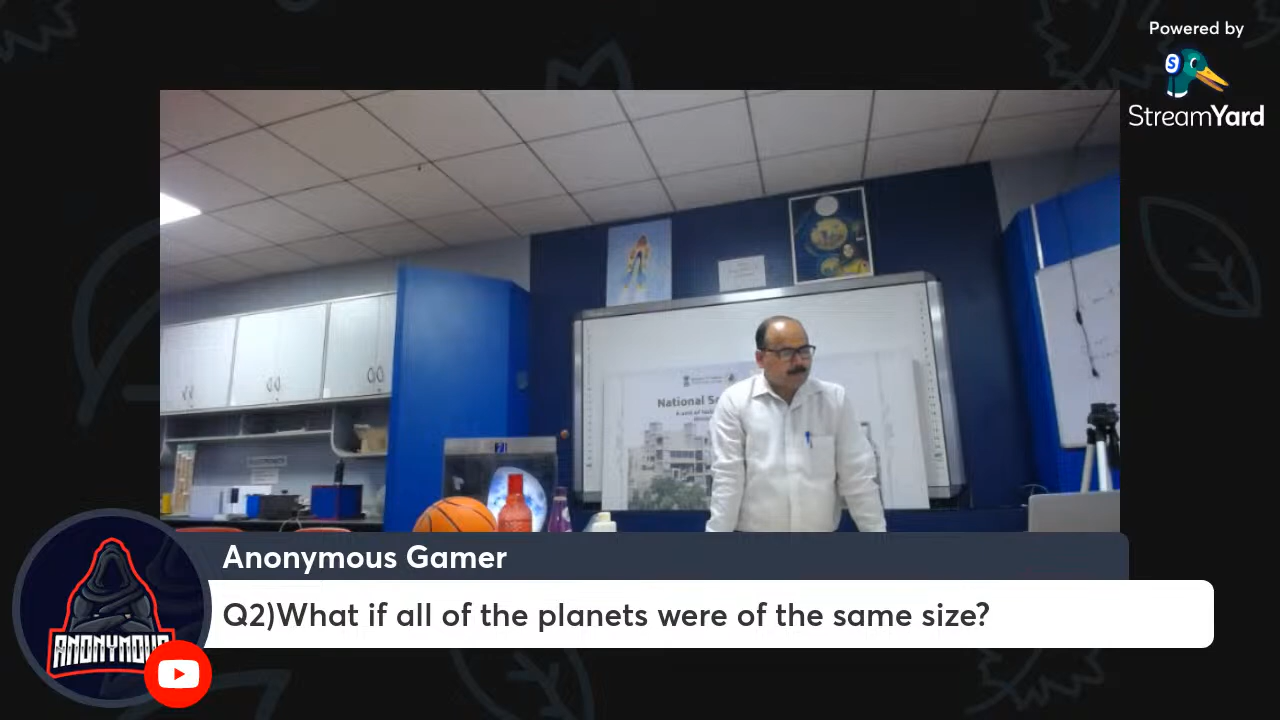 Powered by
StreamYard
National
Anonymous Gamer
Q2)What if all of the planets were of the same size?
ANONYMOUS